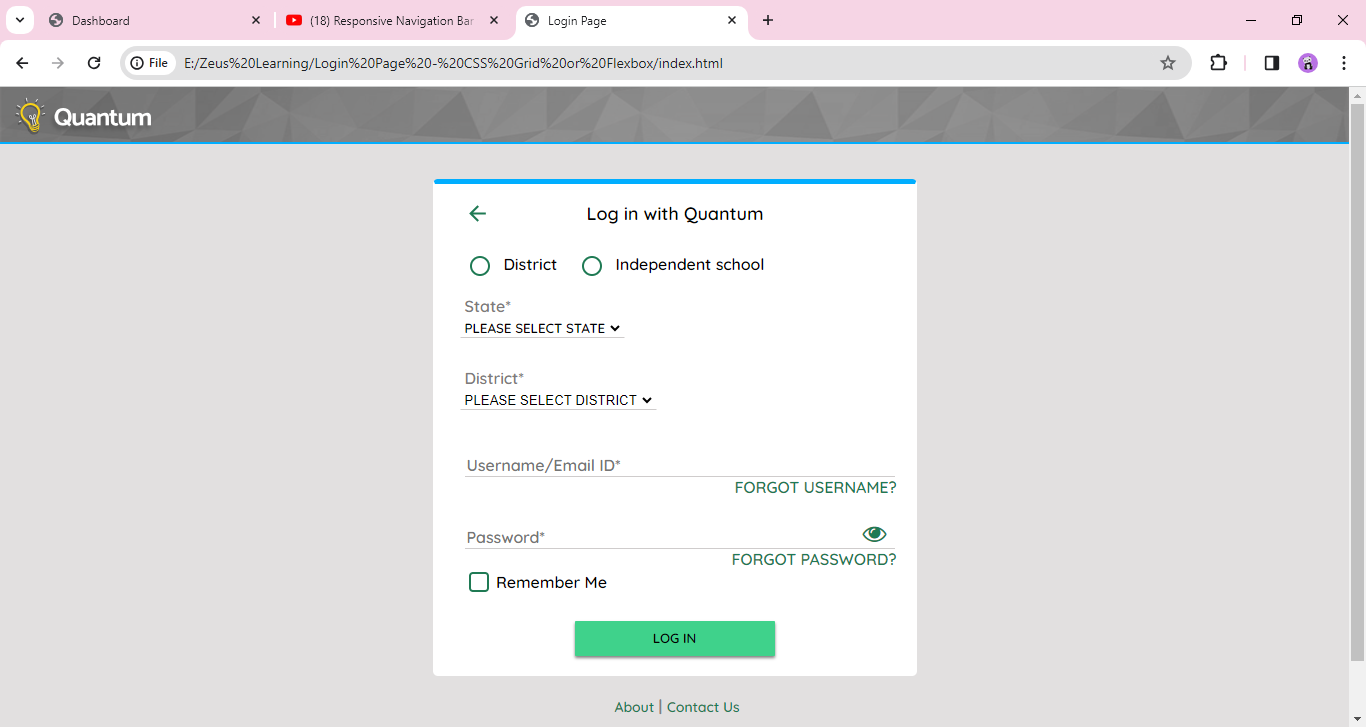 Dashboard
(18) Responsive Navigation Bar
Login Page
File
E:/Zeus%20Learning/Login%20Page%20-%20CSS%20Grid%20or%20Flexbox/index.html
Quantum
Log in with Quantum
District
Independent school
State*
PLEASE SELECT STATE
District*
PLEASE SELECT DISTRICT
Username/Email ID*
FORGOT USERNAME?
Password*
FORGOT PASSWORD?
Remember Me
LOG IN
About | Contact Us